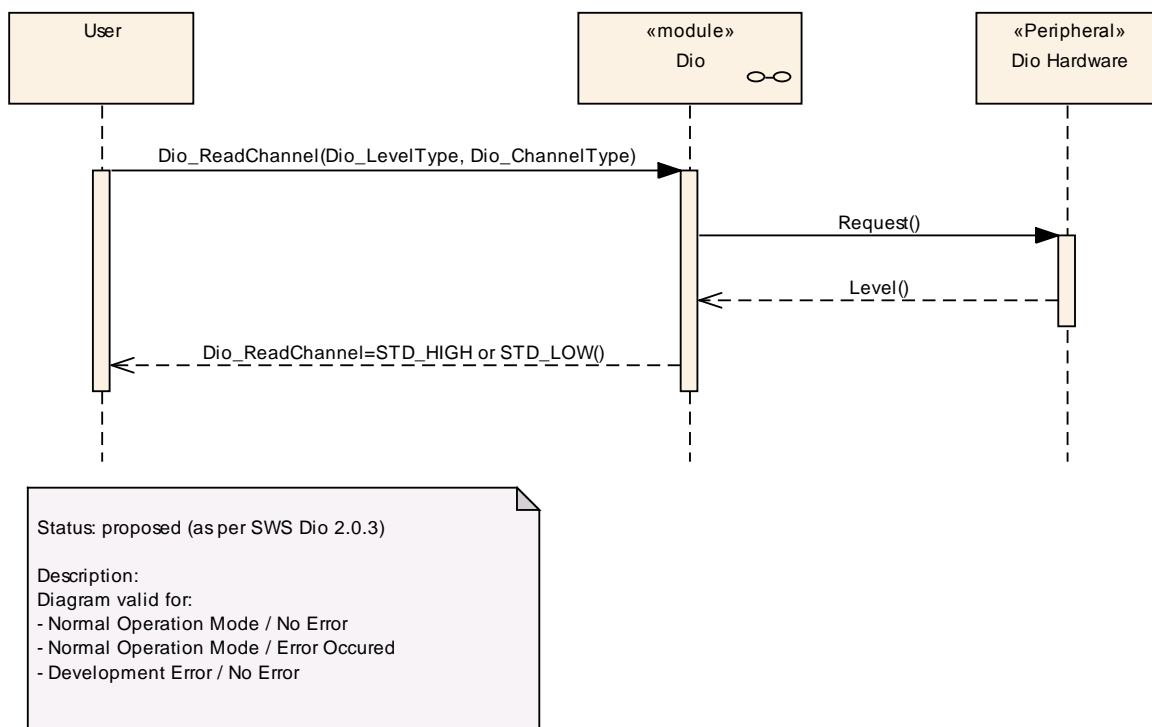 User
«module»
Dio
«Peripheral»
Dio Hardware
Dio_ReadChannel(Dio_LevelType, Dio_ChannelType)
Request()
Level()
Dio_ReadChannel=STD_HIGH or STD_LOW()
Status: proposed (as per SWS Dio 2.0.3)
Description:
Diagram valid for:
- Normal Operation Mode / No Error
- Normal Operation Mode / Error Occured
- Development Error / No Error